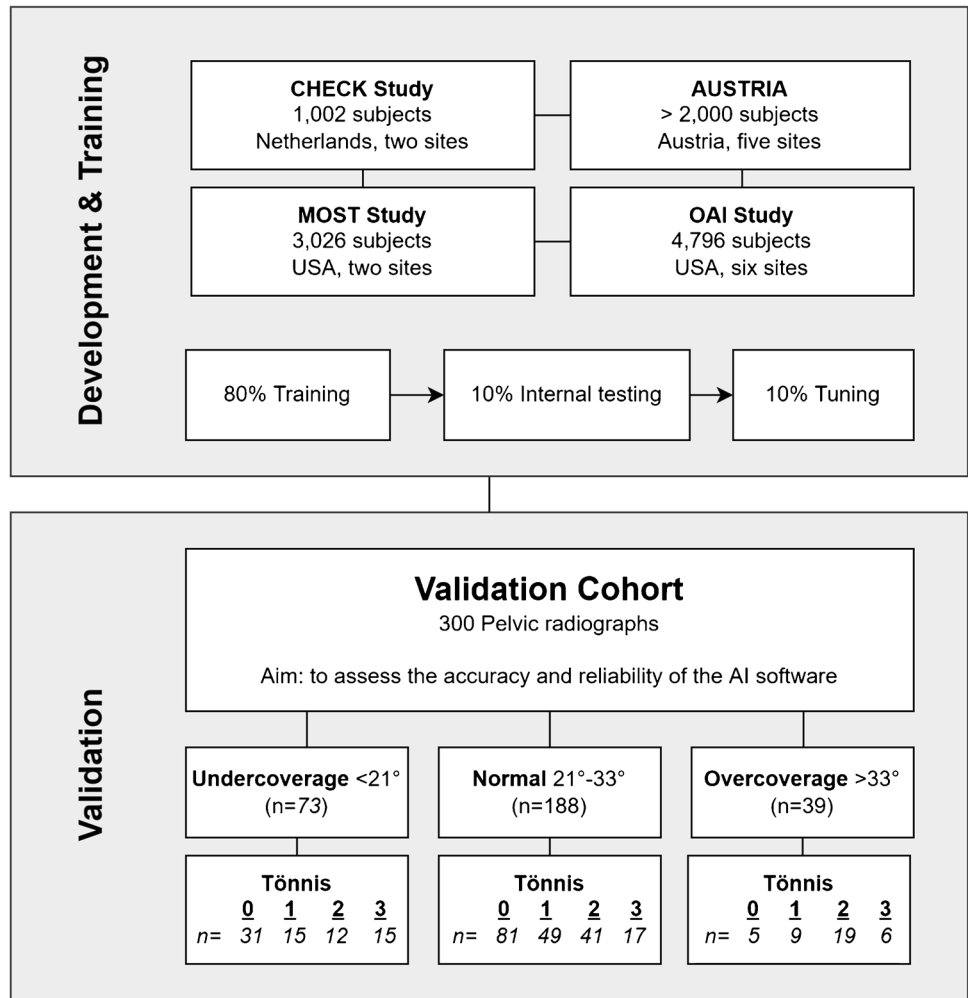 Development & Training
CHECK Study
1,002 subjects
Netherlands, two sites
AUSTRIA
> 2,000 subjects
Austria, five sites
MOST Study
3,026 subjects
USA, two sites
OAI Study
4,796 subjects
USA, six sites
80% Training
10% Internal testing
10% Tuning
Validation
Validation Cohort
300 Pelvic radiographs
Aim: to assess the accuracy and reliability of the AI software
Undercoverage <21°
(n=73)
Normal 21°-33°
(n=188)
Overcoverage >33°
(n=39)
Tönnis
0 1 2 3
n= 31 15 12 15
Tönnis
0 1 2 3
n= 81 49 41 17
Tönnis
0 1 2 3
n= 5 9 19 6